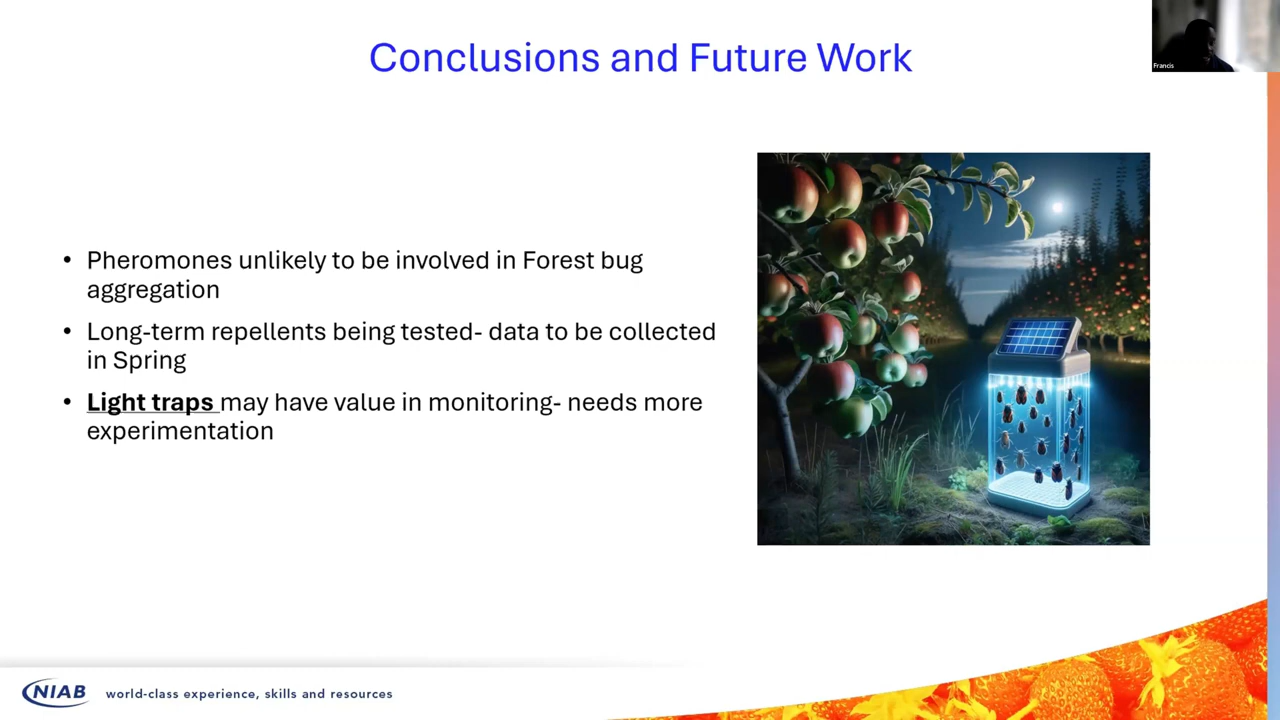 Conclusions and Future Work
Francis
• Pheromones unlikely to be involved in Forest bug
aggregation
• Long-term repellents being tested- data to be collected
in Spring
• Light traps may have value in monitoring- needs more
experimentation
NIAB
world-class experience, skills and resources